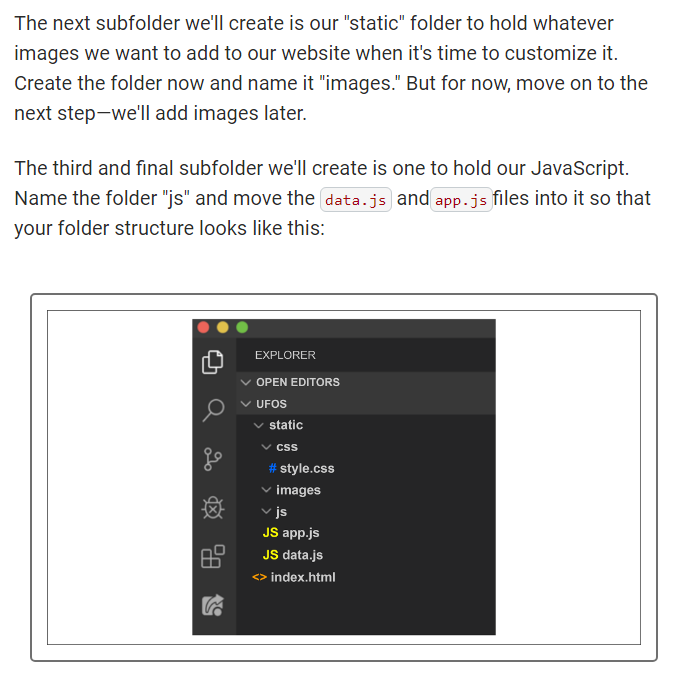 The next subfolder we'll create is our "static" folder to hold whatever
images we want to add to our website when it's time to customize it.
Create the folder now and name it "images." But for now, move on to the
next step—we'll add images later.
The third and final subfolder we'll create is one to hold our JavaScript.
Name the folder "js" and move the data.js and app.js files into it so that
your folder structure looks like this:
EXPLORER
OPEN EDITORS
UFOS
static
css
# style.css
images
js
JS app.js
JS data.js
<> index.html